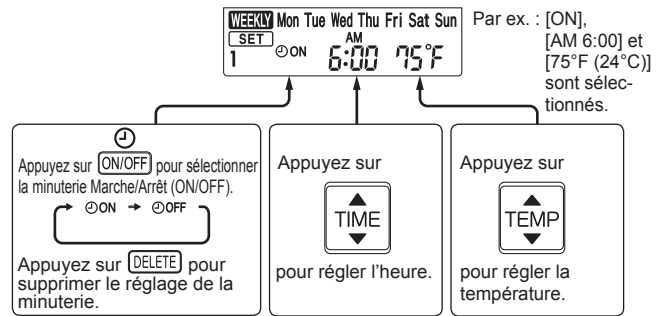 WEEKLY Mon Tue Wed Thu Fri Sat Sun
SET
1
ON
AM
6:00
75°F
Par ex. : [ON],
[AM 6:00] et
[75°F (24°C)]
sont sélec-
tionnés.
Appuyez sur ON/OFF pour sélectionner
la minuterie Marche/Arrêt (ON/OFF).
ON → OFF
Appuyez sur DELETE pour
supprimer le réglage de la
minuterie.
Appuyez sur
▲
TIME
▼
pour régler l'heure.
Appuyez sur
▲
TEMP
▼
pour régler la
température.